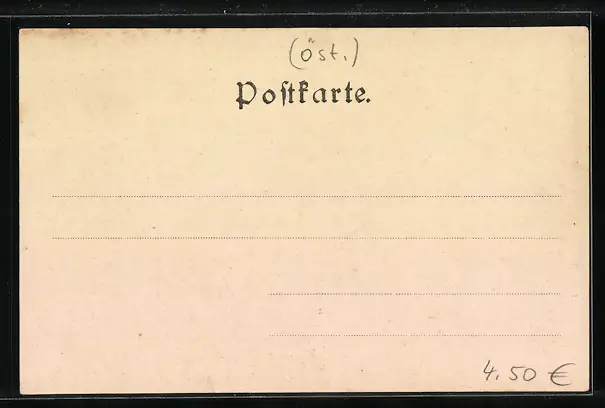 (öst.)
Postkarte.
4.50 €